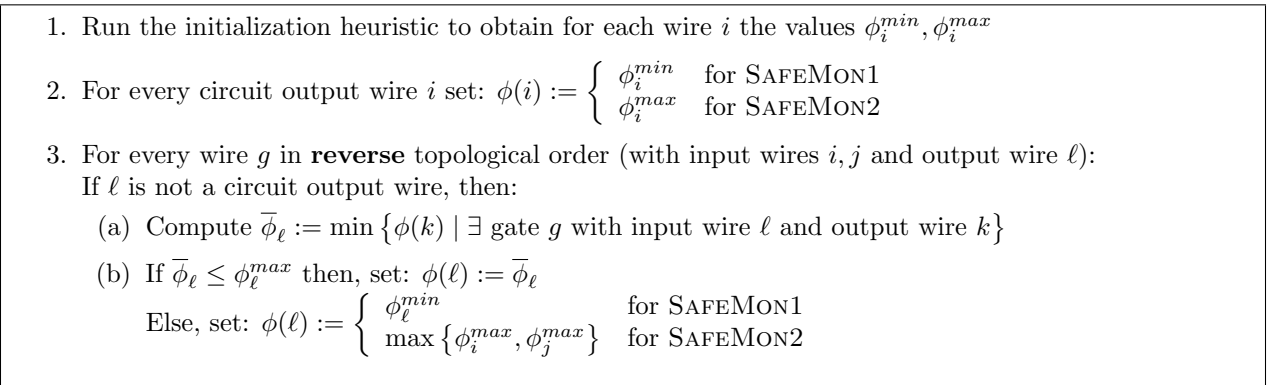 1. Run the initialization heuristic to obtain for each wire i the values ϕ_i^{min}, ϕ_i^{max}
2. For every circuit output wire i set: ϕ(i) := { ϕ_i^{min} for SAFEMON1
ϕ_i^{max} for SAFEMON2
3. For every wire g in reverse topological order (with input wires i, j and output wire ℓ):
If ℓ is not a circuit output wire, then:
(a) Compute ϕ̅_ℓ := min {ϕ(k) | ∃ gate g with input wire ℓ and output wire k}
(b) If ϕ̅_ℓ ≤ ϕ_ℓ^{max} then, set: ϕ(ℓ) := ϕ̅_ℓ
Else, set: ϕ(ℓ) := { ϕ_ℓ^{min} for SAFEMON1
max {ϕ_i^{max}, ϕ_j^{max}} for SAFEMON2